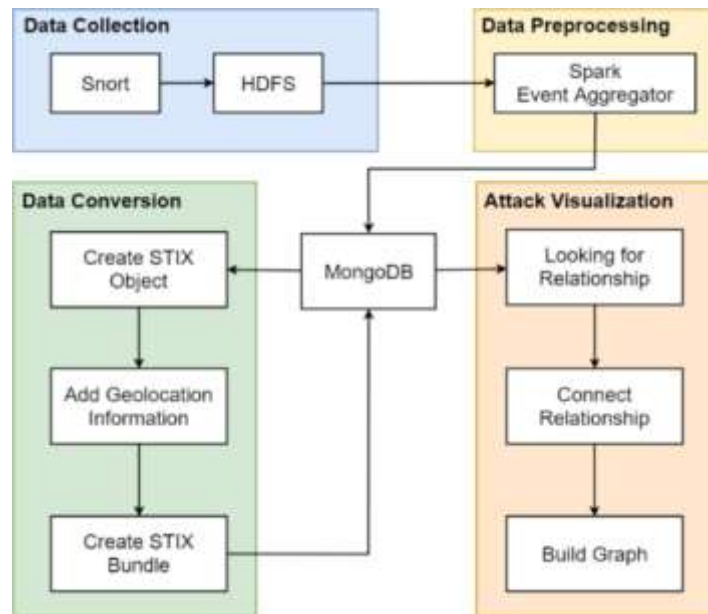 Data Collection
Snort
HDFS
Data Preprocessing
Spark
Event Aggregator
Data Conversion
Create STIX
Object
Add Geolocation
Information
Create STIX
Bundle
MongoDB
Attack Visualization
Looking for
Relationship
Connect
Relationship
Build Graph